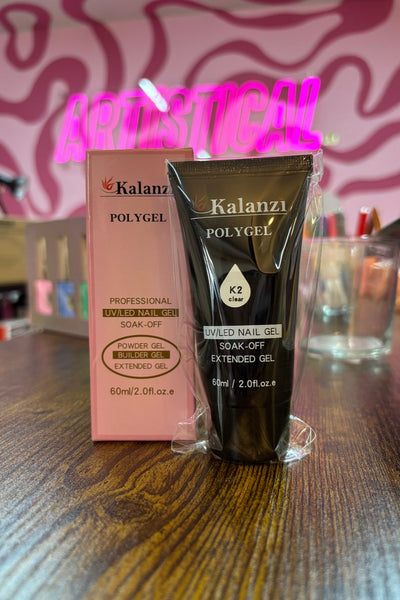 ARTISTICAL
Kalanzi
POLYGEL
PROFESSIONAL
UV/LED NAIL GEL
SOAK-OFF
POWDER GEL
BUILDER GEL
EXTENDED GEL
60ml/2.0fl.oz.e
Kalanzi
POLYGEL
K2
clear
UV/LED NAIL GEL
SOAK-OFF
EXTENDED GEL
60ml/2.0fl.oz.e